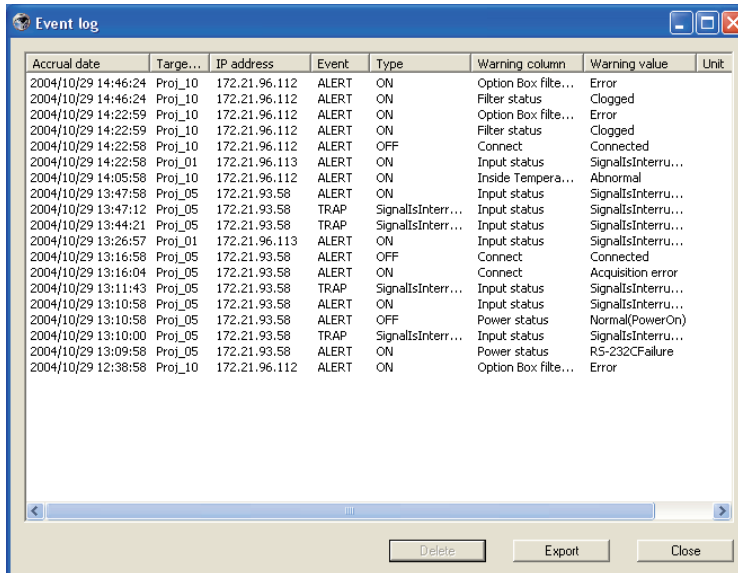 Event log
Accrual date Targe... IP address Event Type Warning column Warning value Unit
2004/10/29 14:46:24 Proj_10 172.21.96.112 ALERT ON Option Box filte... Error
2004/10/29 14:46:24 Proj_10 172.21.96.112 ALERT ON Filter status Clogged
2004/10/29 14:22:59 Proj_10 172.21.96.112 ALERT ON Option Box filte... Error
2004/10/29 14:22:59 Proj_10 172.21.96.112 ALERT ON Filter status Clogged
2004/10/29 14:22:58 Proj_10 172.21.96.112 ALERT OFF Connect Connected
2004/10/29 14:22:58 Proj_01 172.21.96.113 ALERT ON Input status SignalIsInterru...
2004/10/29 14:05:58 Proj_10 172.21.96.112 ALERT ON Inside Tempera... Abnormal
2004/10/29 13:47:58 Proj_05 172.21.93.58 ALERT ON Input status SignalIsInterru...
2004/10/29 13:47:12 Proj_05 172.21.93.58 TRAP SignalIsInterr... Input status SignalIsInterru...
2004/10/29 13:44:21 Proj_05 172.21.93.58 TRAP SignalIsInterr... Input status SignalIsInterru...
2004/10/29 13:26:57 Proj_01 172.21.96.113 ALERT ON Input status SignalIsInterru...
2004/10/29 13:16:58 Proj_05 172.21.93.58 ALERT OFF Connect Connected
2004/10/29 13:16:04 Proj_05 172.21.93.58 ALERT ON Connect Acquisition error
2004/10/29 13:11:43 Proj_05 172.21.93.58 TRAP SignalIsInterr... Input status SignalIsInterru...
2004/10/29 13:10:58 Proj_05 172.21.93.58 ALERT ON Input status SignalIsInterru...
2004/10/29 13:10:58 Proj_05 172.21.93.58 ALERT OFF Power status Normal(PowerOn)
2004/10/29 13:10:00 Proj_05 172.21.93.58 TRAP SignalIsInterr... Input status SignalIsInterru...
2004/10/29 13:09:58 Proj_05 172.21.93.58 ALERT ON Power status RS-232CFailure
2004/10/29 12:38:58 Proj_10 172.21.96.112 ALERT ON Option Box filte... Error
Delete Export Close